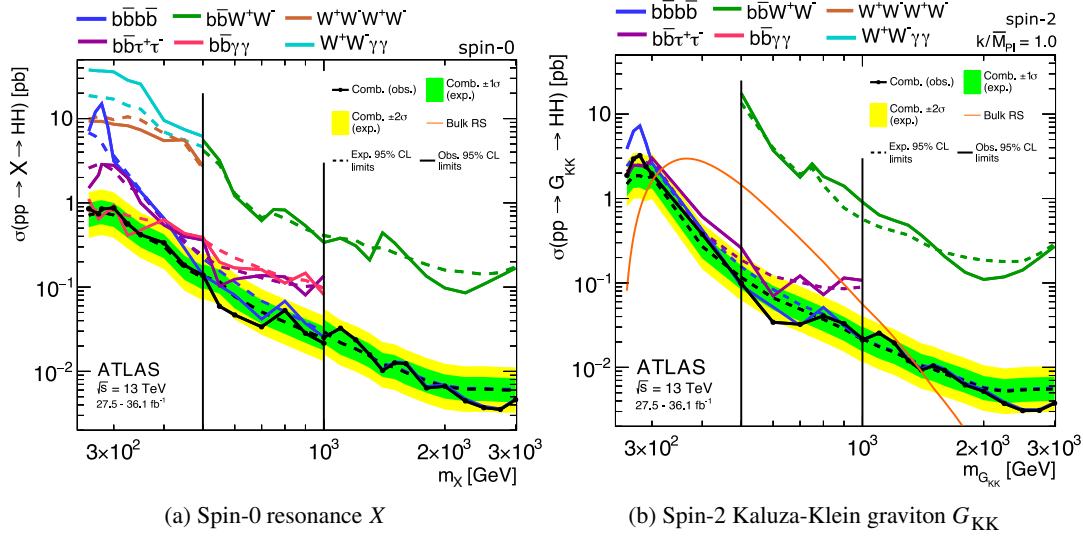 bb̄bb̄ bb̄W⁺W⁻ W⁺W⁻W⁺W⁻
bb̄τ⁺τ⁻ bb̄γγ W⁺W⁻γγ
spin-0
σ(pp → X → HH) [pb]
10
1
10⁻¹
10⁻²
Comb. (obs.)
Comb. ±1σ
(exp.)
Comb. ±2σ
(exp.)
Bulk RS
Exp. 95% CL
limits
Obs. 95% CL
limits
ATLAS
√s = 13 TeV
27.5 - 36.1 fb⁻¹
3×10² 10³ 2×10³ 3×10³
m_X [GeV]
(a) Spin-0 resonance X
bb̄bb̄ bb̄W⁺W⁻ W⁺W⁻W⁺W⁻
bb̄τ⁺τ⁻ bb̄γγ W⁺W⁻γγ
spin-2
k/M̄_Pl = 1.0
σ(pp → G_KK → HH) [pb]
10
1
10⁻¹
10⁻²
Comb. (obs.)
Comb. ±1σ
(exp.)
Comb. ±2σ
(exp.)
Bulk RS
Exp. 95% CL
limits
Obs. 95% CL
limits
ATLAS
√s = 13 TeV
27.5 - 36.1 fb⁻¹
3×10² 10³ 2×10³ 3×10³
m_G_KK [GeV]
(b) Spin-2 Kaluza-Klein graviton G_KK